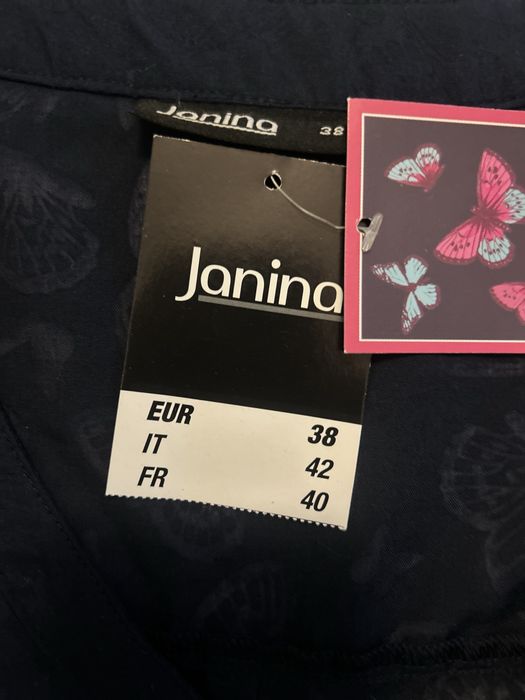 Janina
38
Janina
EUR 38
IT 42
FR 40